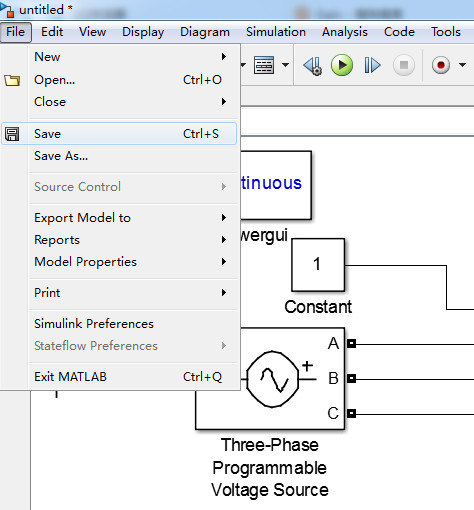 untitled *
File Edit View Display Diagram Simulation Analysis Code Tools
New
Open... Ctrl+O
Close
Save Ctrl+S
Save As...
Source Control
Export Model to
Reports
Model Properties
Print
Simulink Preferences
Stateflow Preferences
Exit MATLAB Ctrl+Q
tinuous
wergui
1
Constant
A
B
C
Three-Phase
Programmable
Voltage Source